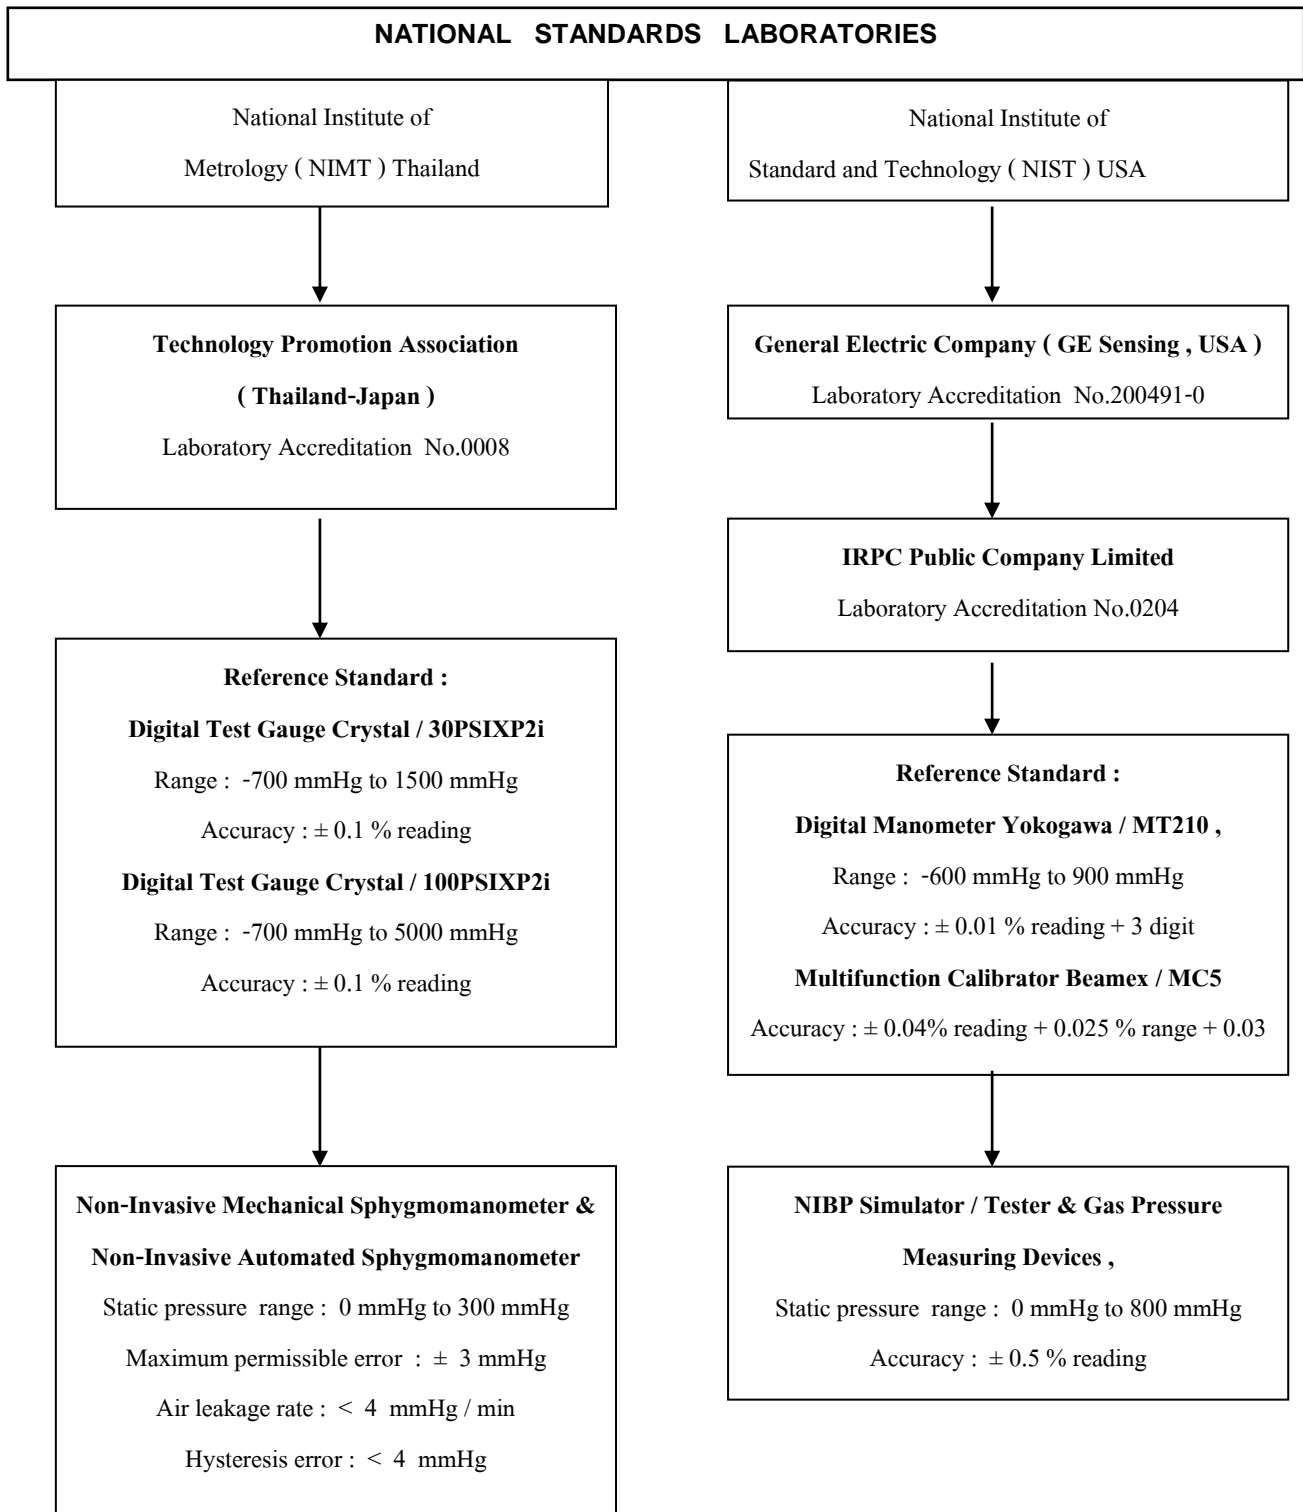 NATIONAL STANDARDS LABORATORIES
National Institute of
Metrology ( NIMT ) Thailand
Technology Promotion Association
( Thailand-Japan )
Laboratory Accreditation No.0008
Reference Standard :
Digital Test Gauge Crystal / 30PSIXP2i
Range : -700 mmHg to 1500 mmHg
Accuracy : ± 0.1 % reading
Digital Test Gauge Crystal / 100PSIXP2i
Range : -700 mmHg to 5000 mmHg
Accuracy : ± 0.1 % reading
Non-Invasive Mechanical Sphygmomanometer &
Non-Invasive Automated Sphygmomanometer
Static pressure range : 0 mmHg to 300 mmHg
Maximum permissible error : ± 3 mmHg
Air leakage rate : < 4 mmHg / min
Hysteresis error : < 4 mmHg
National Institute of
Standard and Technology ( NIST ) USA
General Electric Company ( GE Sensing , USA )
Laboratory Accreditation No.200491-0
IRPC Public Company Limited
Laboratory Accreditation No.0204
Reference Standard :
Digital Manometer Yokogawa / MT210 ,
Range : -600 mmHg to 900 mmHg
Accuracy : ± 0.01 % reading + 3 digit
Multifunction Calibrator Beamex / MC5
Accuracy : ± 0.04% reading + 0.025 % range + 0.03
NIBP Simulator / Tester & Gas Pressure
Measuring Devices ,
Static pressure range : 0 mmHg to 800 mmHg
Accuracy : ± 0.5 % reading